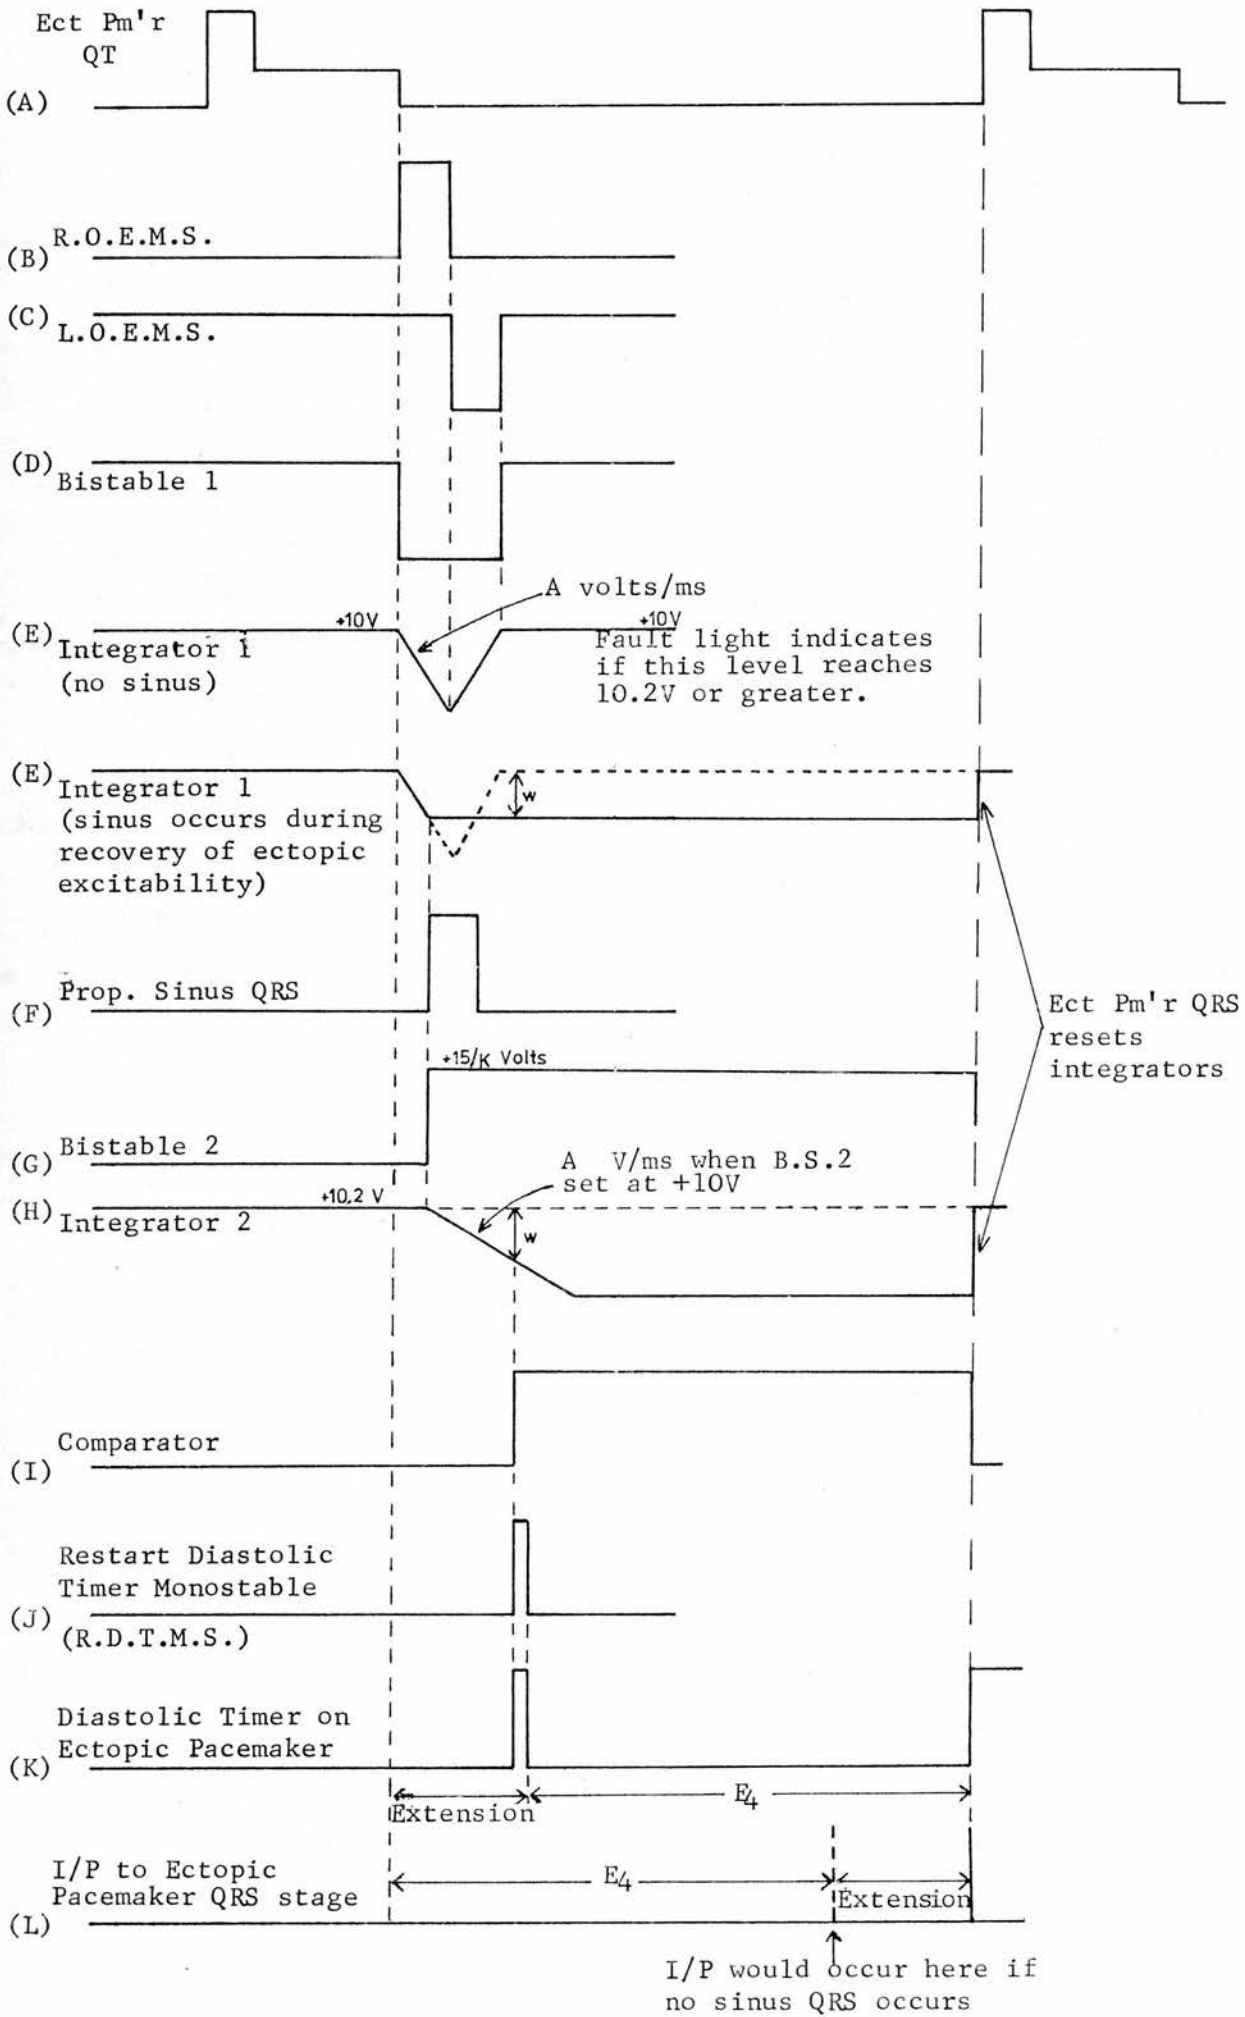 Ect Pm'r
QT
(A)
R.O.E.M.S.
(B)
(C)
L.O.E.M.S.
(D)
Bistable 1
A volts/ms
+10V
+10V
(E)
Integrator 1
(no sinus)
Fault light indicates
if this level reaches
10.2V or greater.
(E)
Integrator 1
(sinus occurs during
recovery of ectopic
excitability)
w
Prop. Sinus QRS
(F)
Ect Pm'r QRS
resets
integrators
+15/K Volts
Bistable 2
(G)
A V/ms when B.S.2
set at +10V
+10.2 V
(H)
Integrator 2
w
Comparator
(I)
Restart Diastolic
Timer Monostable
(J)
(R.D.T.M.S.)
Diastolic Timer on
Ectopic Pacemaker
(K)
Extension
E4
I/P to Ectopic
Pacemaker QRS stage
(L)
E4
Extension
I/P would occur here if
no sinus QRS occurs